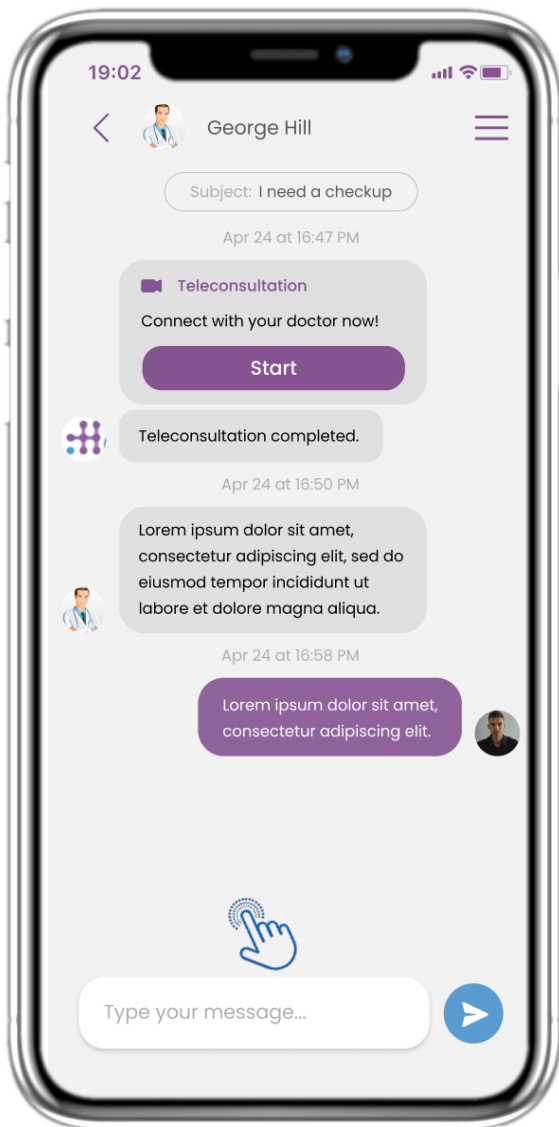 19:02
George Hill
Subject: I need a checkup
Apr 24 at 16:47 PM
Teleconsultation
Connect with your doctor now!
Start
Teleconsultation completed.
Apr 24 at 16:50 PM
Lorem ipsum dolor sit amet,
consectetur adipiscing elit, sed do
eiusmod tempor incididunt ut
labore et dolore magna aliqua.
Apr 24 at 16:58 PM
Lorem ipsum dolor sit amet,
consectetur adipiscing elit.
Type your message...